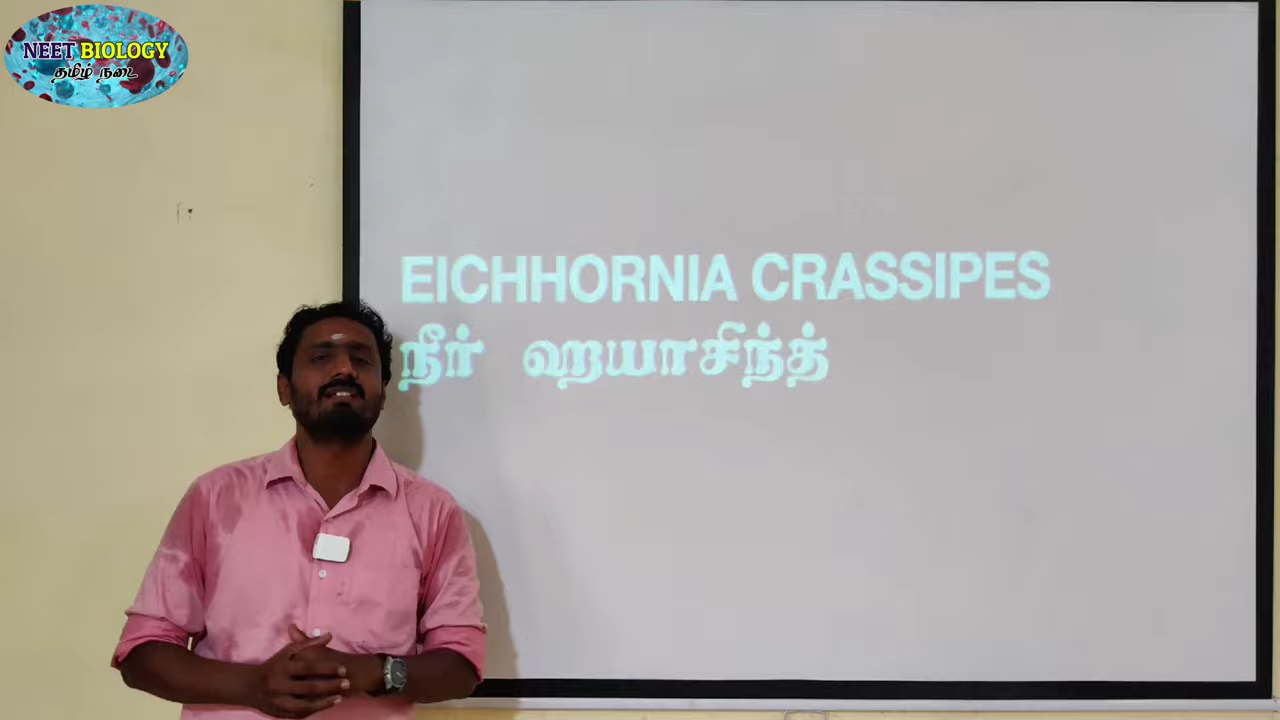 NEET BIOLOGY
தமிழ் நடை
EICHHORNIA CRASSIPES
நீர் ஹயாசிந்த்